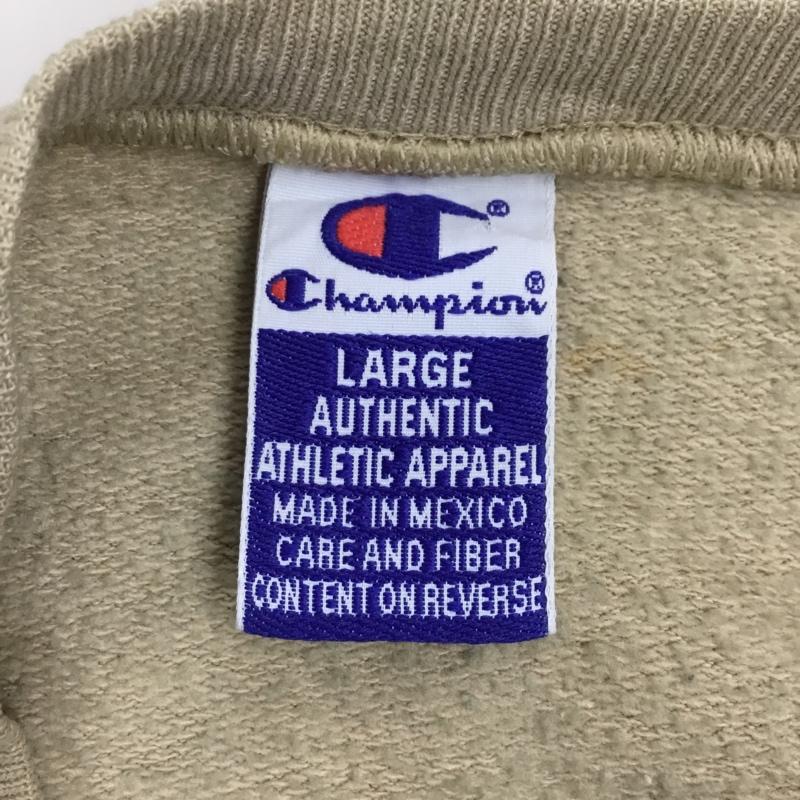 ®
Champion®
LARGE
AUTHENTIC
ATHLETIC APPAREL
MADE IN MEXICO
CARE AND FIBER
CONTENT ON REVERSE